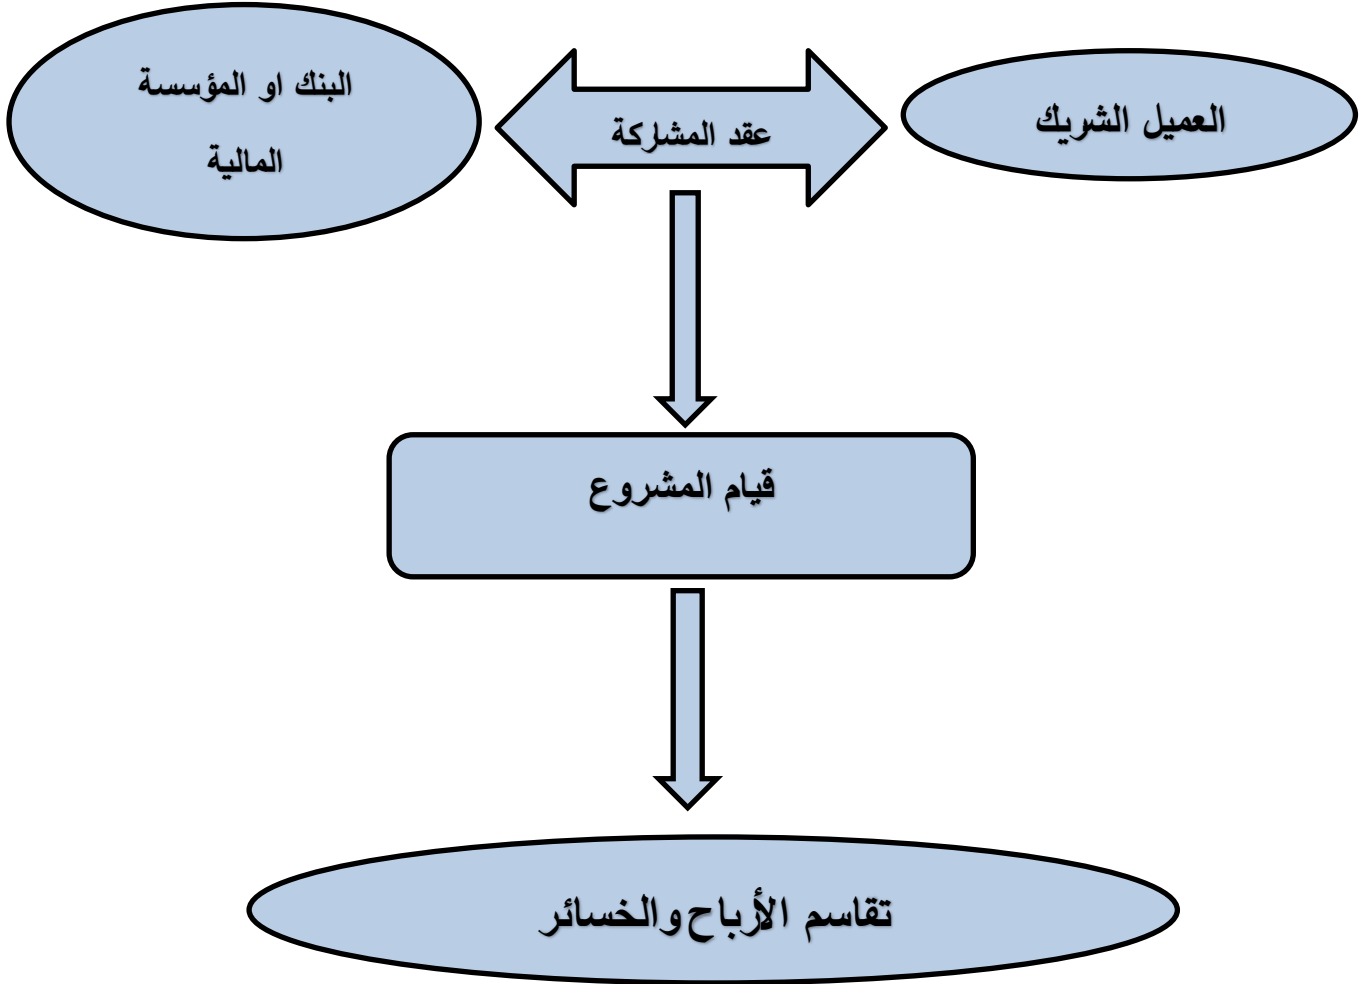 العميل الشريك
عقد المشاركة
البنك او المؤسسة
المالية
قيام المشروع
تقاسم الأرباح والخسائر